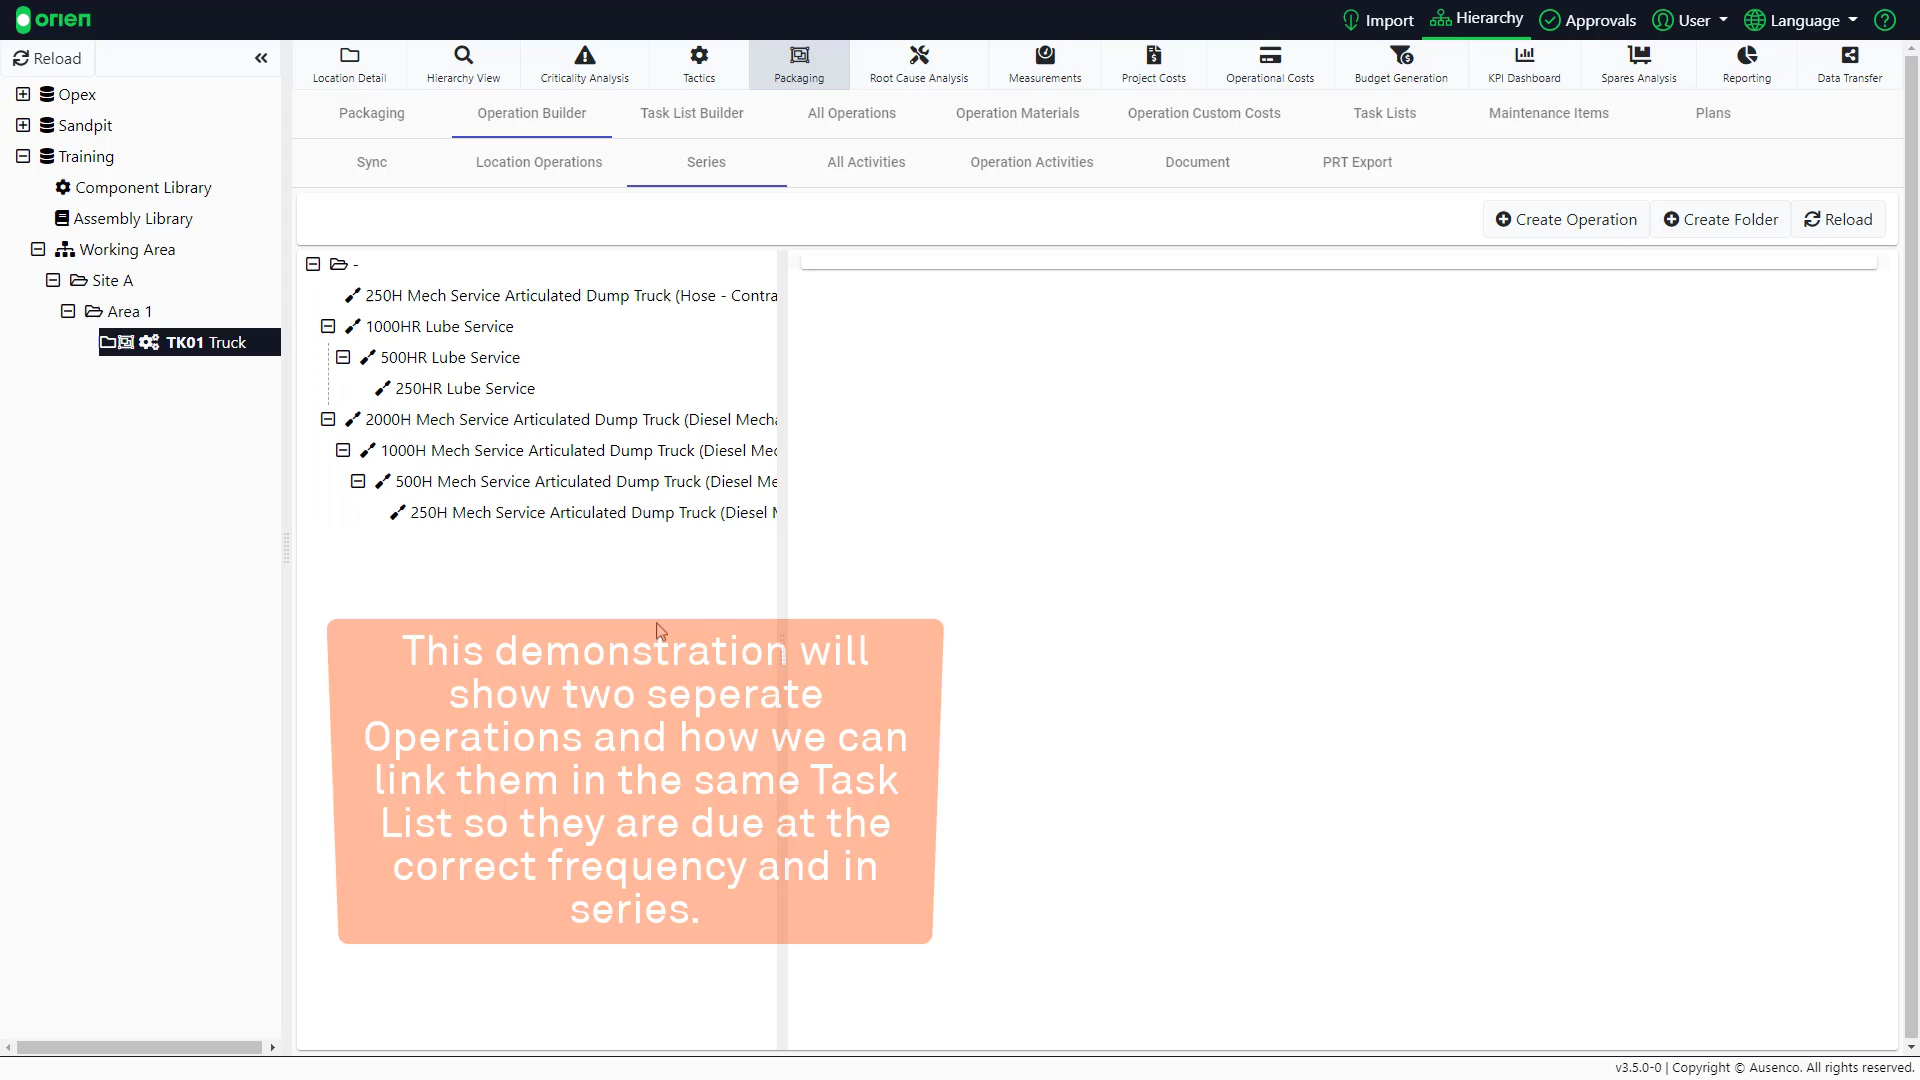 orien
Import
Hierarchy
Approvals
User
Language
Reload
Location Detail
Hierarchy View
Criticality Analysis
Tactics
Packaging
Root Cause Analysis
Measurements
Project Costs
Operational Costs
Budget Generation
KPI Dashboard
Spares Analysis
Reporting
Data Transfer
Opex
Sandpit
Training
Component Library
Assembly Library
Working Area
Site A
Area 1
TK01 Truck
Packaging
Operation Builder
Task List Builder
All Operations
Operation Materials
Operation Custom Costs
Task Lists
Maintenance Items
Plans
Sync
Location Operations
Series
All Activities
Operation Activities
Document
PRT Export
Create Operation
Create Folder
Reload
-
250H Mech Service Articulated Dump Truck (Hose - Contra
1000HR Lube Service
500HR Lube Service
250HR Lube Service
2000H Mech Service Articulated Dump Truck (Diesel Mecha
1000H Mech Service Articulated Dump Truck (Diesel Mec
500H Mech Service Articulated Dump Truck (Diesel Me
250H Mech Service Articulated Dump Truck (Diesel M
This demonstration will
show two seperate
Operations and how we can
link them in the same Task
List so they are due at the
correct frequency and in
series.
v3.5.0-0 | Copyright © Ausenco. All rights reserved.